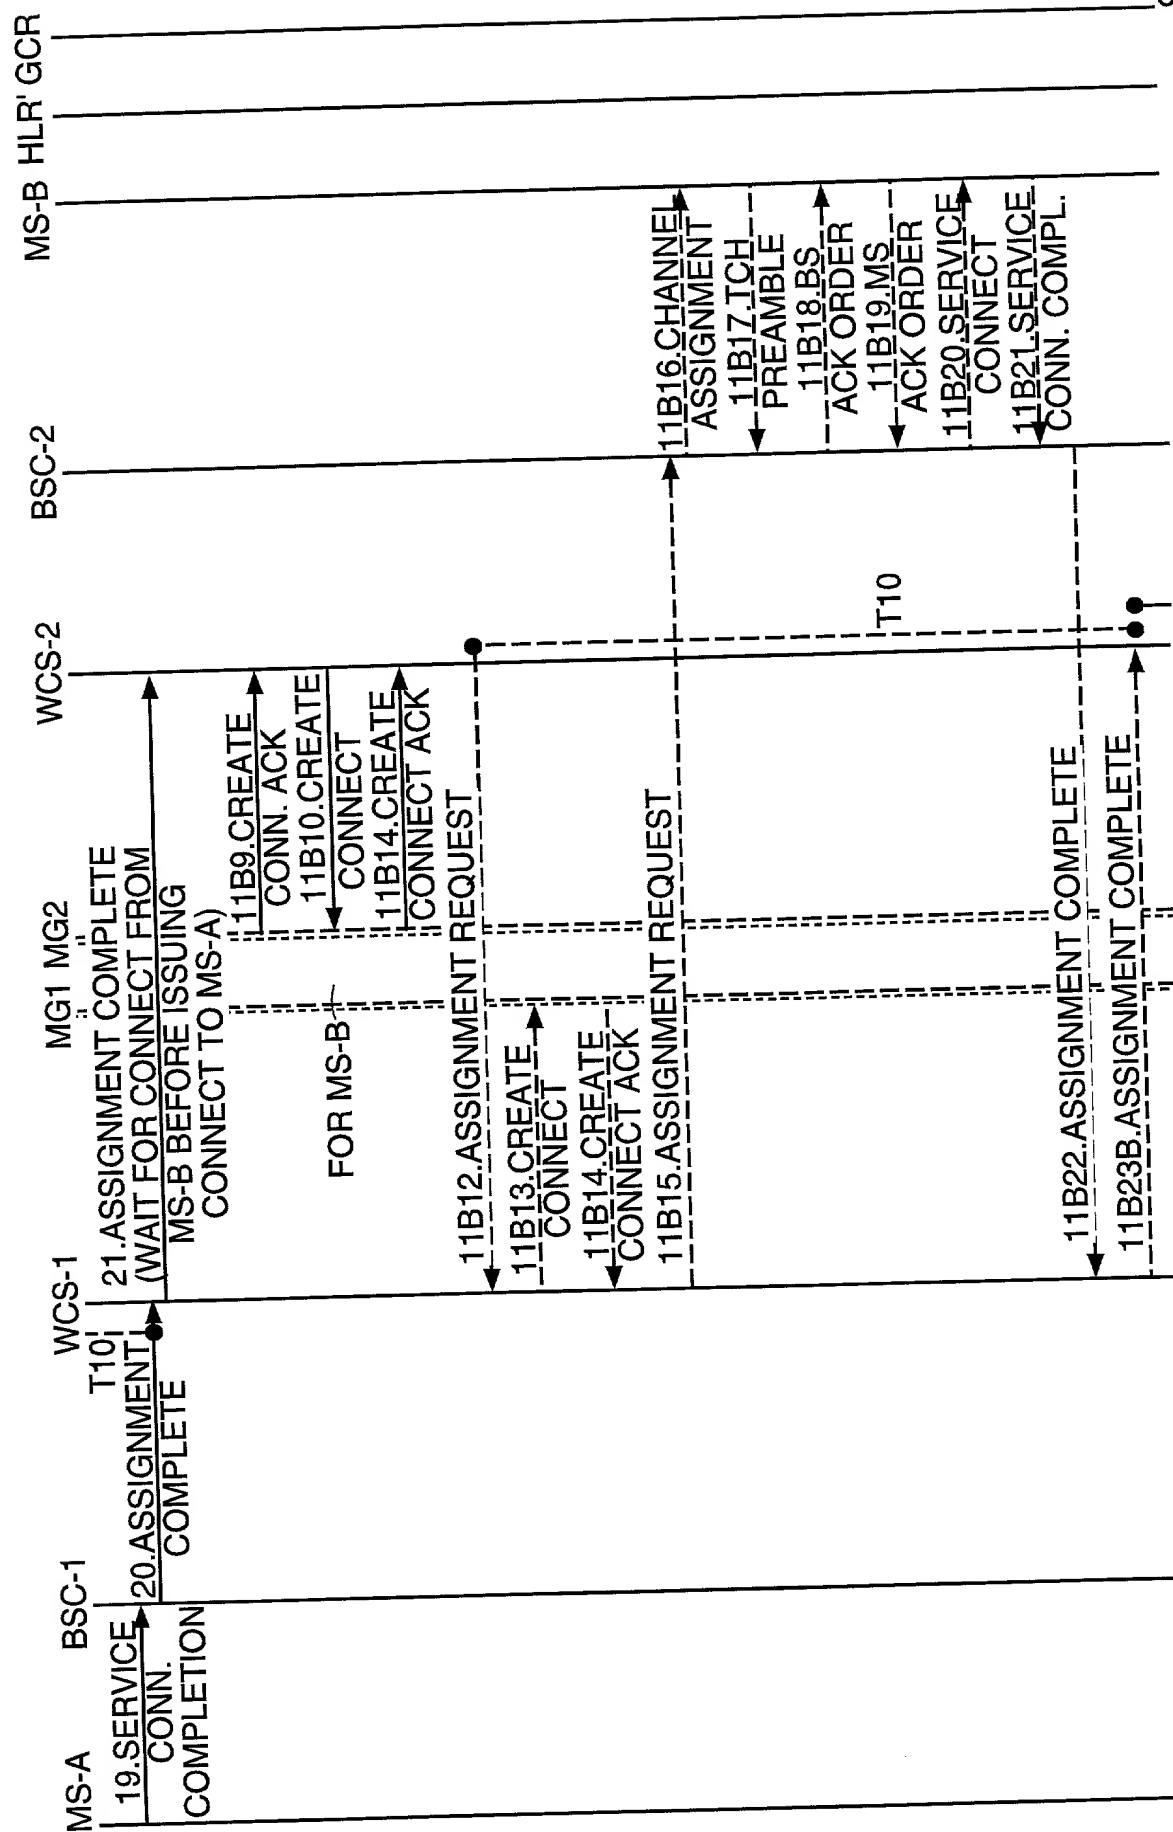 MS-A
BSC-1
WCS-1
MG1 MG2
WCS-2
BSC-2
MS-B HLR' GCR
19.SERVICE
CONN.
COMPLETION
T10
20.ASSIGNMENT
COMPLETE
21.ASSIGNMENT COMPLETE
(WAIT FOR CONNECT FROM
MS-B BEFORE ISSUING
CONNECT TO MS-A)
11B9.CREATE
CONN. ACK
11B10.CREATE
CONNECT
FOR MS-B
11B14.CREATE
CONNECT ACK
11B12.ASSIGNMENT REQUEST
11B13.CREATE
CONNECT
11B14.CREATE
CONNECT ACK
11B15.ASSIGNMENT REQUEST
11B16.CHANNEL
ASSIGNMENT
11B17.TCH
PREAMBLE
11B18.BS
ACK ORDER
T10
11B19.MS
ACK ORDER
11B20.SERVICE
CONNECT
11B21.SERVICE
CONN. COMPL.
11B22.ASSIGNMENT COMPLETE
11B23B.ASSIGNMENT COMPLETE